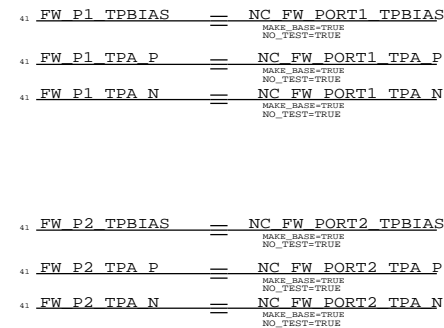 41 FW_P1_TPBIAS = NC_FW_PORT1_TPBIAS
MAKE_BASE=TRUE
NO_TEST=TRUE
41 FW_P1_TPA_P = NC_FW_PORT1_TPA_P
MAKE_BASE=TRUE
NO_TEST=TRUE
41 FW_P1_TPA_N = NC_FW_PORT1_TPA_N
MAKE_BASE=TRUE
NO_TEST=TRUE
41 FW_P2_TPBIAS = NC_FW_PORT2_TPBIAS
MAKE_BASE=TRUE
NO_TEST=TRUE
41 FW_P2_TPA_P = NC_FW_PORT2_TPA_P
MAKE_BASE=TRUE
NO_TEST=TRUE
41 FW_P2_TPA_N = NC_FW_PORT2_TPA_N
MAKE_BASE=TRUE
NO_TEST=TRUE